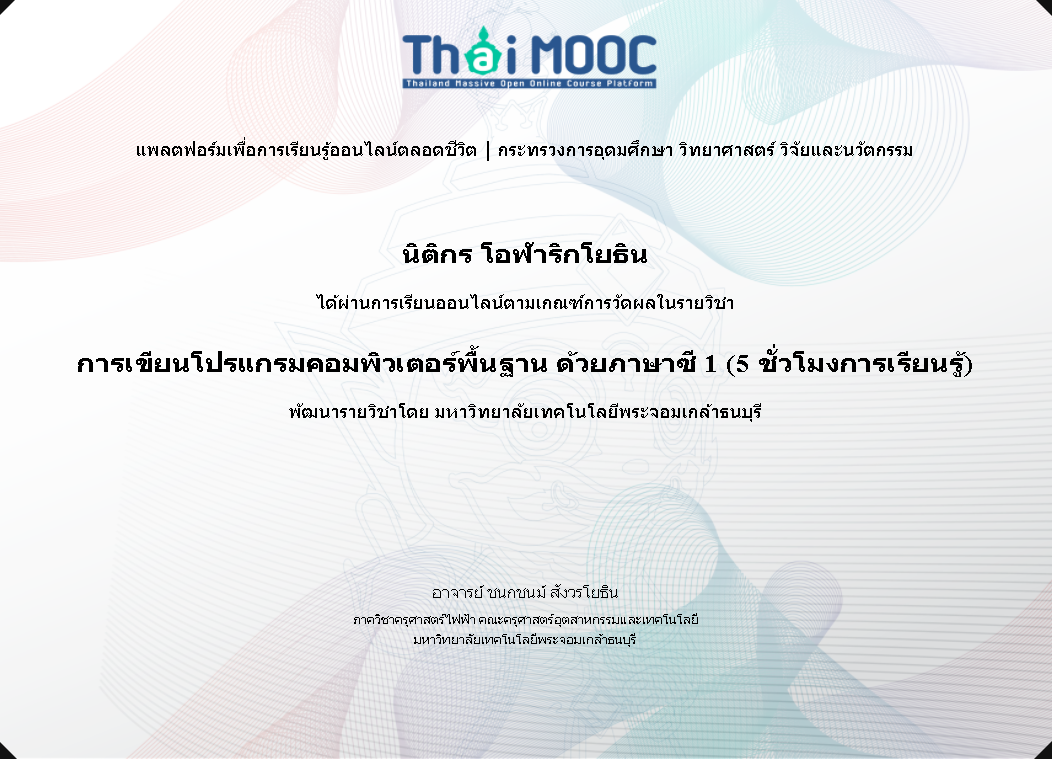 Thai MOOC
Thailand Massive Open Online Course Platform
แพลตฟอร์มเพื่อการเรียนรู้ออนไลน์ตลอดชีวิต | กระทรวงการอุดมศึกษา วิทยาศาสตร์ วิจัยและนวัตกรรม
นิติกร โอฬาริกโยธิน
ได้ผ่านการเรียนออนไลน์ตามเกณฑ์การวัดผลในรายวิชา
การเขียนโปรแกรมคอมพิวเตอร์พื้นฐาน ด้วยภาษาซี 1 (5 ชั่วโมงการเรียนรู้)
พัฒนารายวิชาโดย มหาวิทยาลัยเทคโนโลยีพระจอมเกล้าธนบุรี
อาจารย์ ชนกชนม์ สังวรโยธิน
ภาควิชาครุศาสตร์ไฟฟ้า คณะครุศาสตร์อุตสาหกรรมและเทคโนโลยี
มหาวิทยาลัยเทคโนโลยีพระจอมเกล้าธนบุรี